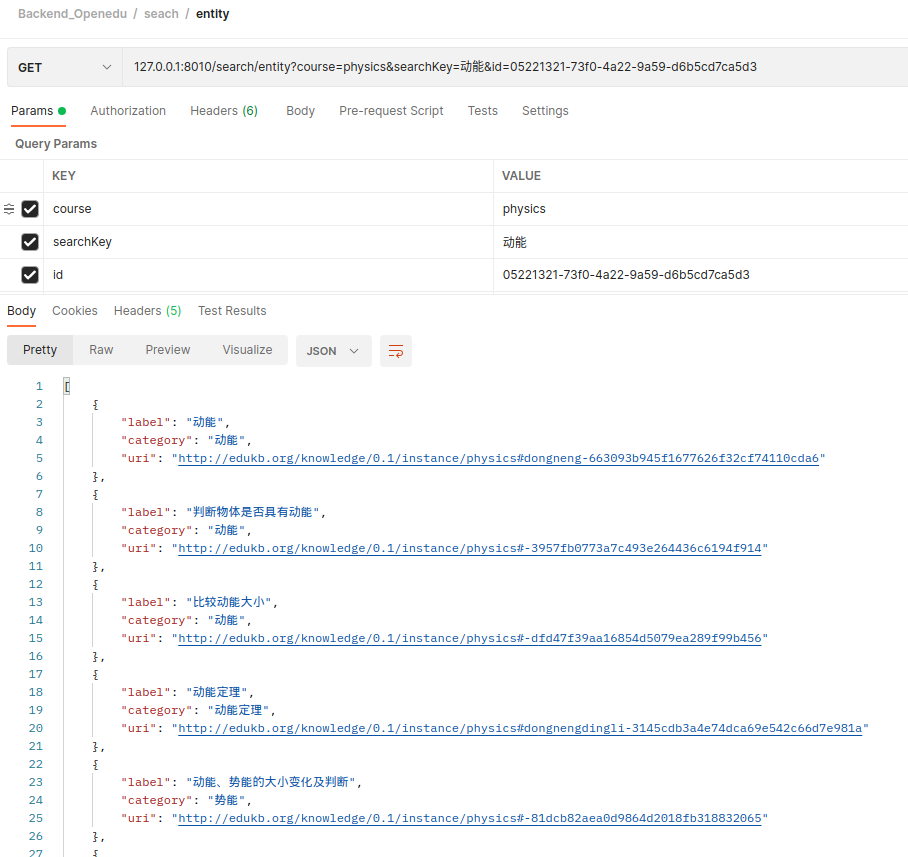 Backend_Openedu / seach / entity
GET 127.0.0.1:8010/search/entity?course=physics&searchKey=动能&id=05221321-73f0-4a22-9a59-d6b5cd7ca5d3
Params Authorization Headers (6) Body Pre-request Script Tests Settings
Query Params
KEY VALUE
course physics
searchKey 动能
id 05221321-73f0-4a22-9a59-d6b5cd7ca5d3
Body Cookies Headers (5) Test Results
Pretty Raw Preview Visualize JSON
1 [
2 {
3 "label": "动能",
4 "category": "动能",
5 "uri": "http://edukb.org/knowledge/0.1/instance/physics#dongneng-663093b945f1677626f32cf74110cda6"
6 },
7 {
8 "label": "判断物体是否具有动能",
9 "category": "动能",
10 "uri": "http://edukb.org/knowledge/0.1/instance/physics#-3957fb0773a7c493e264436c6194f914"
11 },
12 {
13 "label": "比较动能大小",
14 "category": "动能",
15 "uri": "http://edukb.org/knowledge/0.1/instance/physics#-dfd47f39aa16854d5079ea289f99b456"
16 },
17 {
18 "label": "动能定理",
19 "category": "动能定理",
20 "uri": "http://edukb.org/knowledge/0.1/instance/physics#dongnengdingli-3145cdb3a4e74dca69e542c66d7e981a"
21 },
22 {
23 "label": "动能、势能的大小变化及判断",
24 "category": "势能",
25 "uri": "http://edukb.org/knowledge/0.1/instance/physics#-81dcb82aea0d9864d2018fb318832065"
26 },
27 {